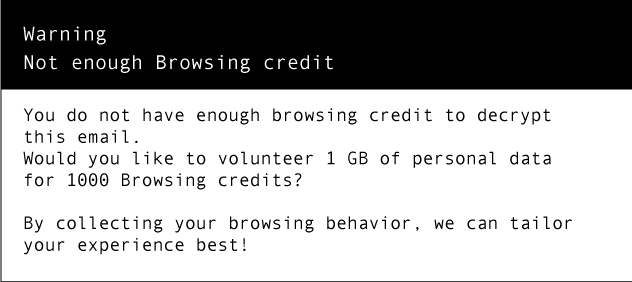 Warning
Not enough Browsing credit
You do not have enough browsing credit to decrypt
this email.
Would you like to volunteer 1 GB of personal data
for 1000 Browsing credits?
By collecting your browsing behavior, we can tailor
your experience best!